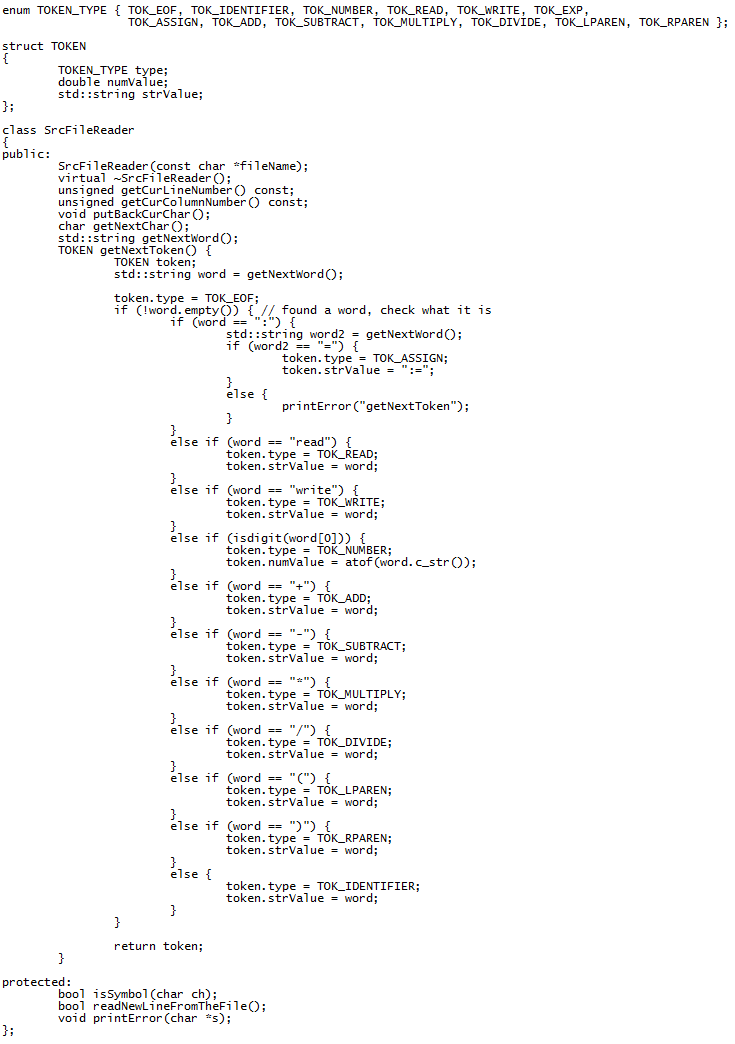 enum TOKEN_TYPE { TOK_EOF, TOK_IDENTIFIER, TOK_NUMBER, TOK_READ, TOK_WRITE, TOK_EXP,
                  TOK_ASSIGN, TOK_ADD, TOK_SUBTRACT, TOK_MULTIPLY, TOK_DIVIDE, TOK_LPAREN, TOK_RPAREN };

struct TOKEN
{
        TOKEN_TYPE type;
        double numValue;
        std::string strValue;
};

class SrcFileReader
{
public:
        SrcFileReader(const char *fileName);
        virtual ~SrcFileReader();
        unsigned getCurLineNumber() const;
        unsigned getCurColumnNumber() const;
        void putBackCurChar();
        char getNextChar();
        std::string getNextWord();
        TOKEN getNextToken() {
                TOKEN token;
                std::string word = getNextWord();

                token.type = TOK_EOF;
                if (!word.empty()) { // found a word, check what it is
                        if (word == ":") {
                                std::string word2 = getNextWord();
                                if (word2 == "=") {
                                        token.type = TOK_ASSIGN;
                                        token.strValue = ":=";
                                }
                                else {
                                        printError("getNextToken");
                                }
                        }
                        else if (word == "read") {
                                token.type = TOK_READ;
                                token.strValue = word;
                        }
                        else if (word == "write") {
                                token.type = TOK_WRITE;
                                token.strValue = word;
                        }
                        else if (isdigit(word[0])) {
                                token.type = TOK_NUMBER;
                                token.numValue = atof(word.c_str());
                        }
                        else if (word == "+") {
                                token.type = TOK_ADD;
                                token.strValue = word;
                        }
                        else if (word == "-") {
                                token.type = TOK_SUBTRACT;
                                token.strValue = word;
                        }
                        else if (word == "*") {
                                token.type = TOK_MULTIPLY;
                                token.strValue = word;
                        }
                        else if (word == "/") {
                                token.type = TOK_DIVIDE;
                                token.strValue = word;
                        }
                        else if (word == "(") {
                                token.type = TOK_LPAREN;
                                token.strValue = word;
                        }
                        else if (word == ")") {
                                token.type = TOK_RPAREN;
                                token.strValue = word;
                        }
                        else {
                                token.type = TOK_IDENTIFIER;
                                token.strValue = word;
                        }
                }

                return token;
        }

protected:
        bool isSymbol(char ch);
        bool readNewLineFromTheFile();
        void printError(char *s);
};